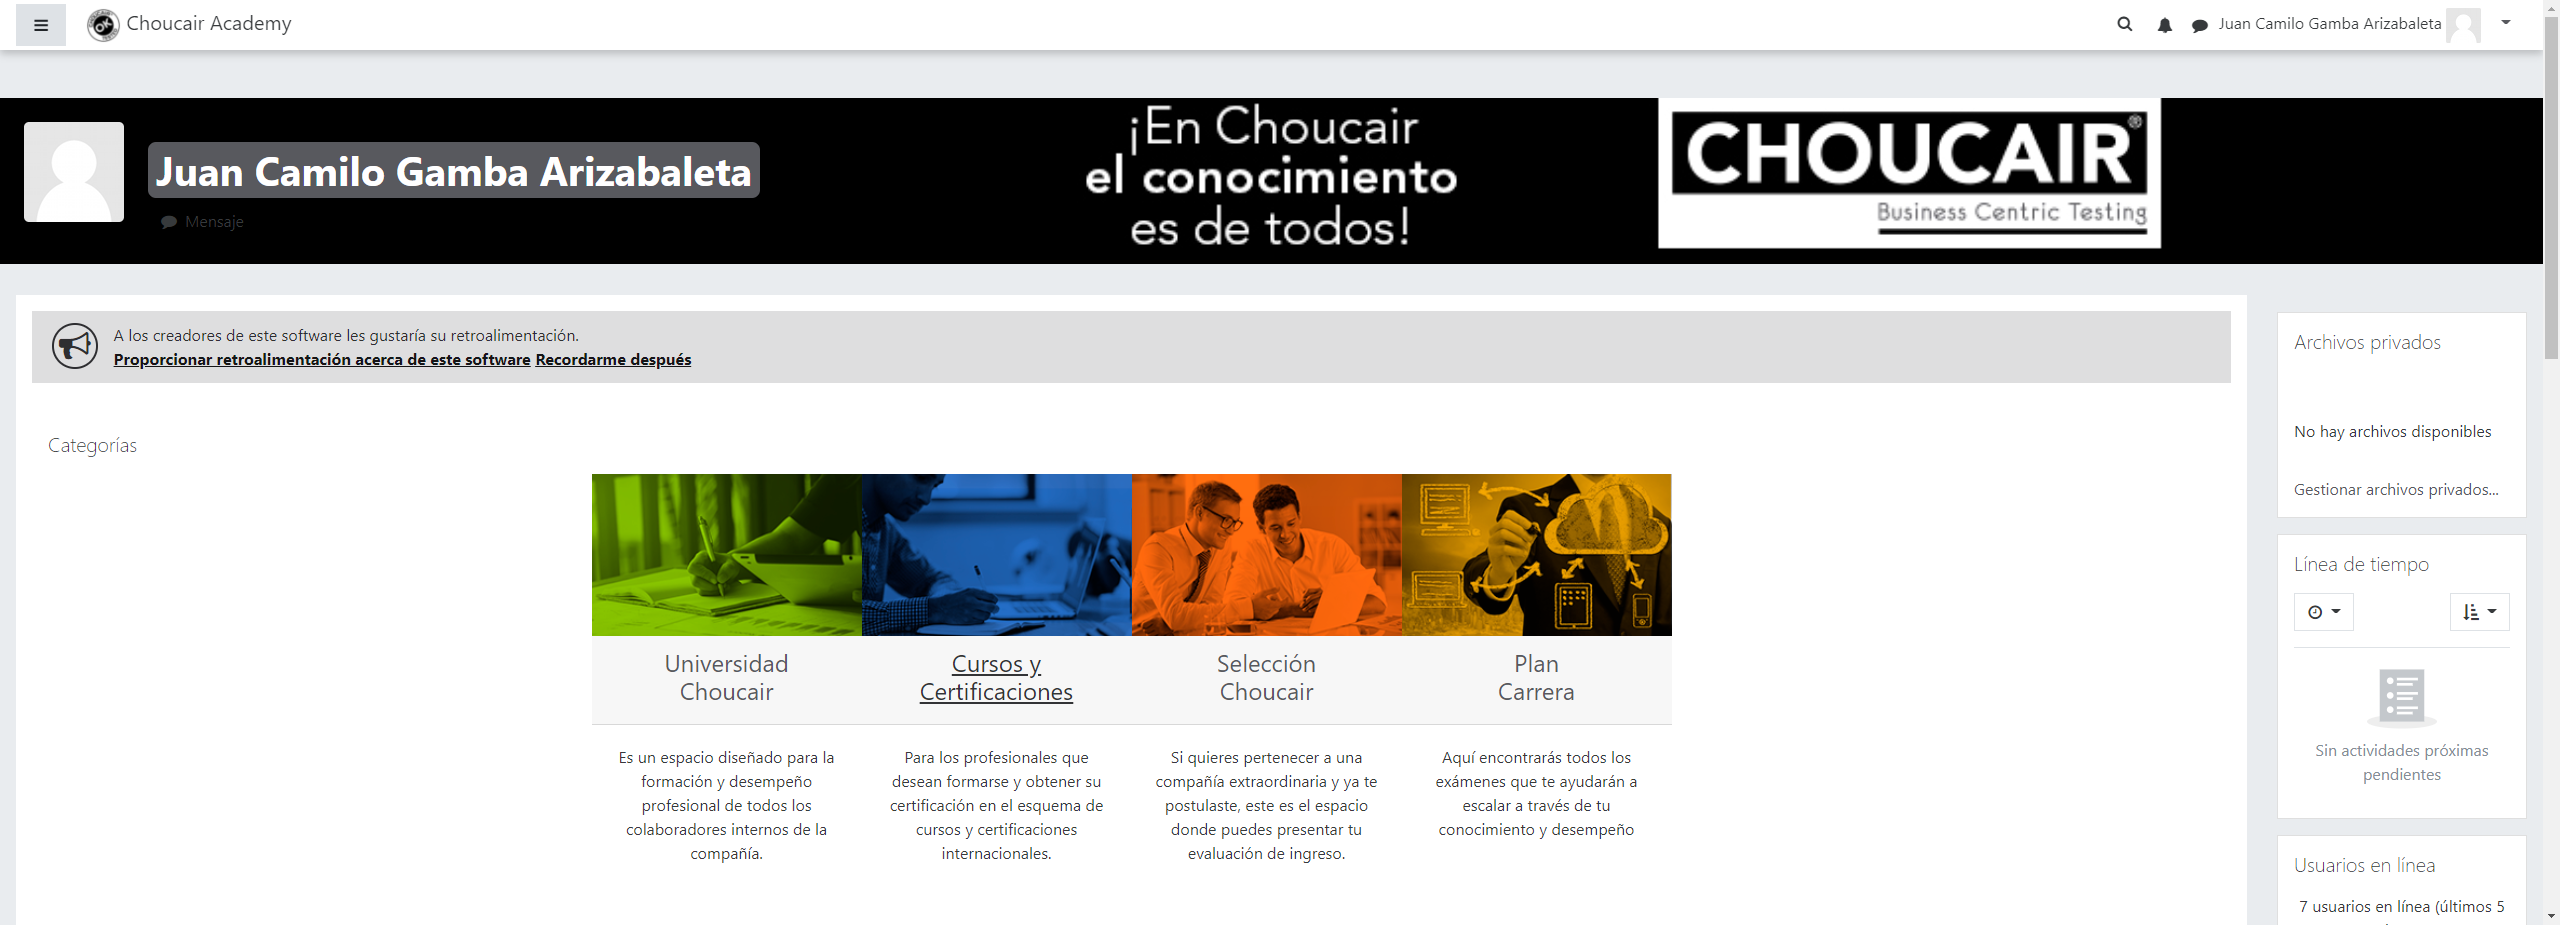 Choucair Academy
Juan Camilo Gamba Arizabaleta
Juan Camilo Gamba Arizabaleta
Mensaje
¡En Choucair
el conocimiento
es de todos!
CHOUCAIR®
Business Centric Testing
A los creadores de este software les gustaría su retroalimentación.
Proporcionar retroalimentación acerca de este software Recordarme después
Categorías
Universidad
Choucair
Es un espacio diseñado para la
formación y desempeño
profesional de todos los
colaboradores internos de la
compañía.
Cursos y
Certificaciones
Para los profesionales que
desean formarse y obtener su
certificación en el esquema de
cursos y certificaciones
internacionales.
Selección
Choucair
Si quieres pertenecer a una
compañía extraordinaria y ya te
postulaste, este es el espacio
donde puedes presentar tu
evaluación de ingreso.
Plan
Carrera
Aquí encontrarás todos los
exámenes que te ayudarán a
escalar a través de tu
conocimiento y desempeño
Archivos privados
No hay archivos disponibles
Gestionar archivos privados...
Línea de tiempo
Sin actividades próximas
pendientes
Usuarios en línea
7 usuarios en línea (últimos 5